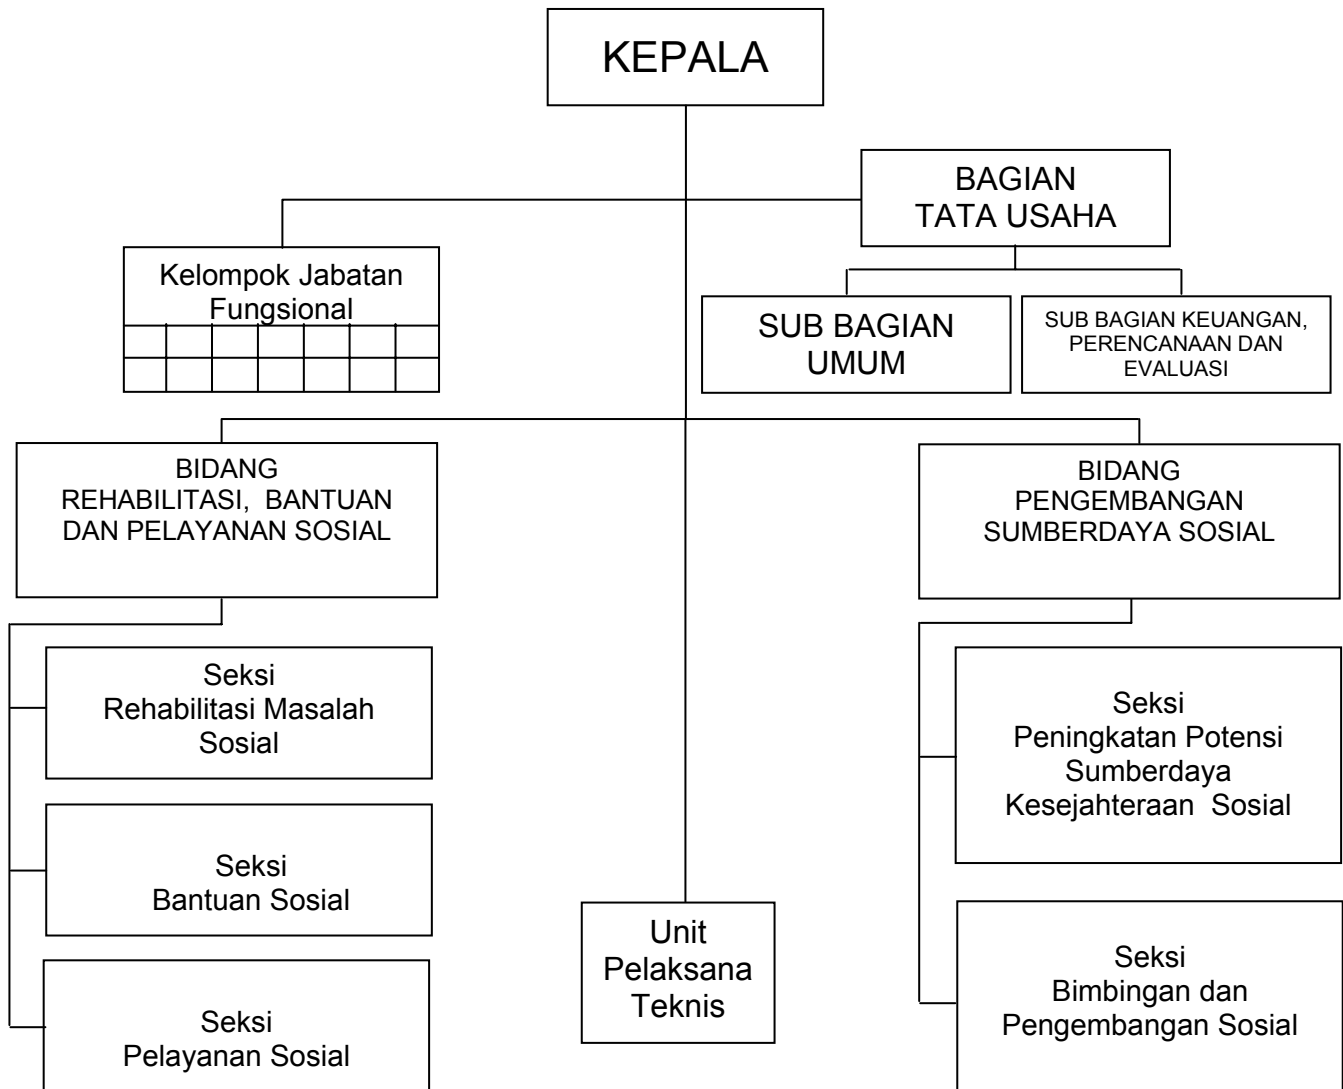 KEPALA
BAGIAN
TATA USAHA
Kelompok Jabatan
Fungsional
SUB BAGIAN
UMUM
SUB BAGIAN KEUANGAN,
PERENCANAAN DAN
EVALUASI
BIDANG
REHABILITASI, BANTUAN
DAN PELAYANAN SOSIAL
BIDANG
PENGEMBANGAN
SUMBERDAYA SOSIAL
Seksi
Rehabilitasi Masalah
Sosial
Seksi
Bantuan Sosial
Seksi
Pelayanan Sosial
Unit
Pelaksana
Teknis
Seksi
Peningkatan Potensi
Sumberdaya
Kesejahteraan Sosial
Seksi
Bimbingan dan
Pengembangan Sosial